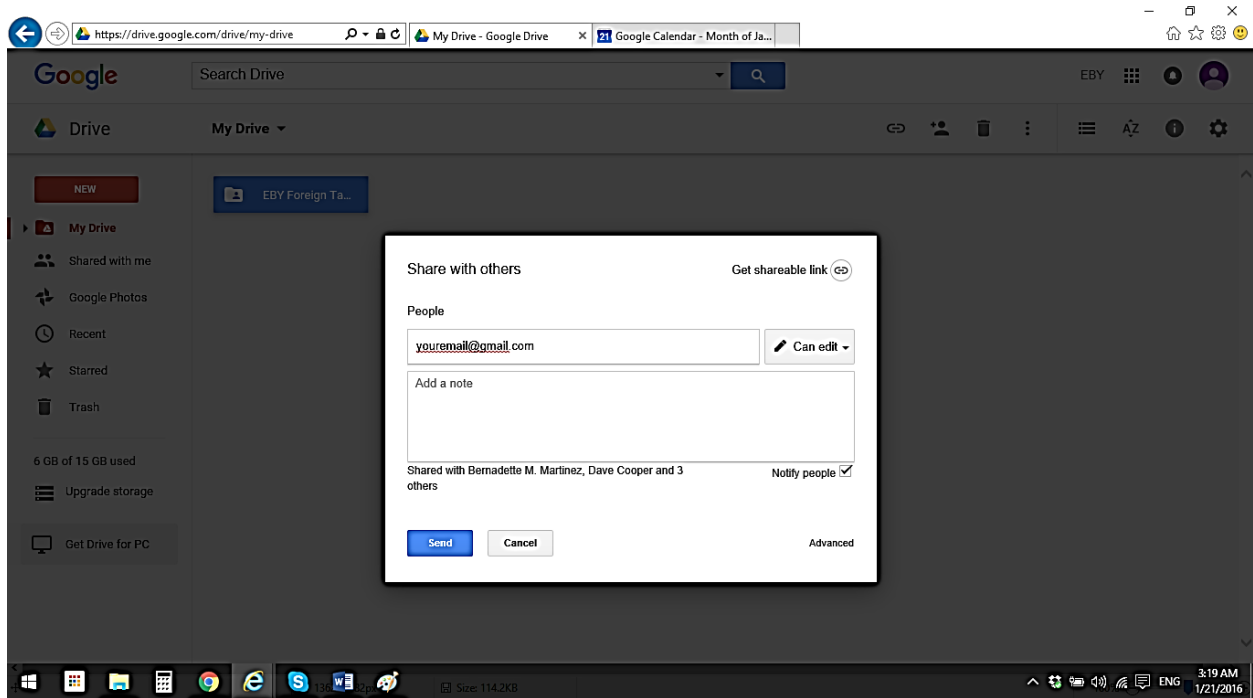 https://drive.google.com/drive/my-drive
My Drive - Google Drive
21 Google Calendar - Month of Ja...
Google
Search Drive
EBY
Drive
My Drive
AZ
NEW
EBY Foreign Ta...
My Drive
Shared with me
Google Photos
Recent
Starred
Trash
6 GB of 15 GB used
Upgrade storage
Get Drive for PC
Share with others
Get shareable link
People
youremail@gmail.com
Can edit
Add a note
Shared with Bernadette M. Martinez, Dave Cooper and 3
others
Notify people
Send
Cancel
Advanced
Size: 114.2KB
ENG
3:19 AM
1/21/2016